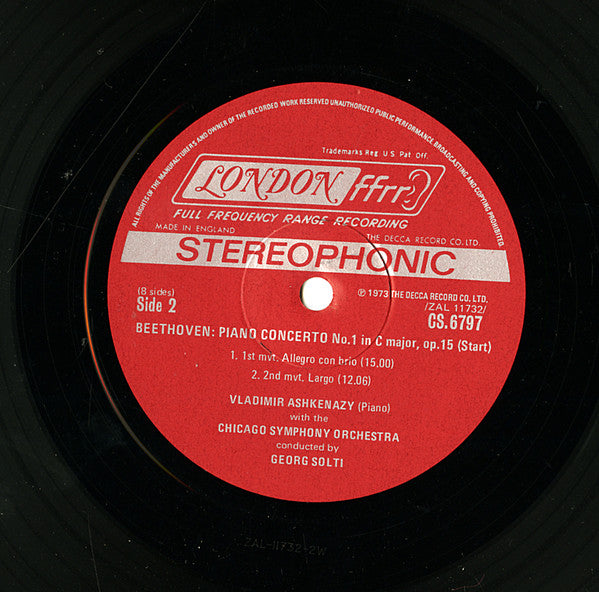 ALL RIGHTS OF THE MANUFACTURERS AND OWNER OF THE RECORDED WORK RESERVED UNAUTHORIZED PUBLIC PERFORMANCE BROADCASTING AND COPYING PROHIBITED.
Trademarks Reg. U.S. Pat. Off.
LONDON ffrr
FULL FREQUENCY RANGE RECORDING
MADE IN ENGLAND THE DECCA RECORD CO. LTD.
STEREOPHONIC
(8 sides) ℗ 1973 THE DECCA RECORD CO. LTD.
/ZAL 11732/
Side 2 CS.6797
BEETHOVEN: PIANO CONCERTO No.1 in C major, op.15 (Start)
1. 1st mvt. Allegro con brio (15.00)
2. 2nd mvt. Largo (12.06)
VLADIMIR ASHKENAZY (Piano)
with the
CHICAGO SYMPHONY ORCHESTRA
conducted by
GEORG SOLTI
ZAL-11732-2W